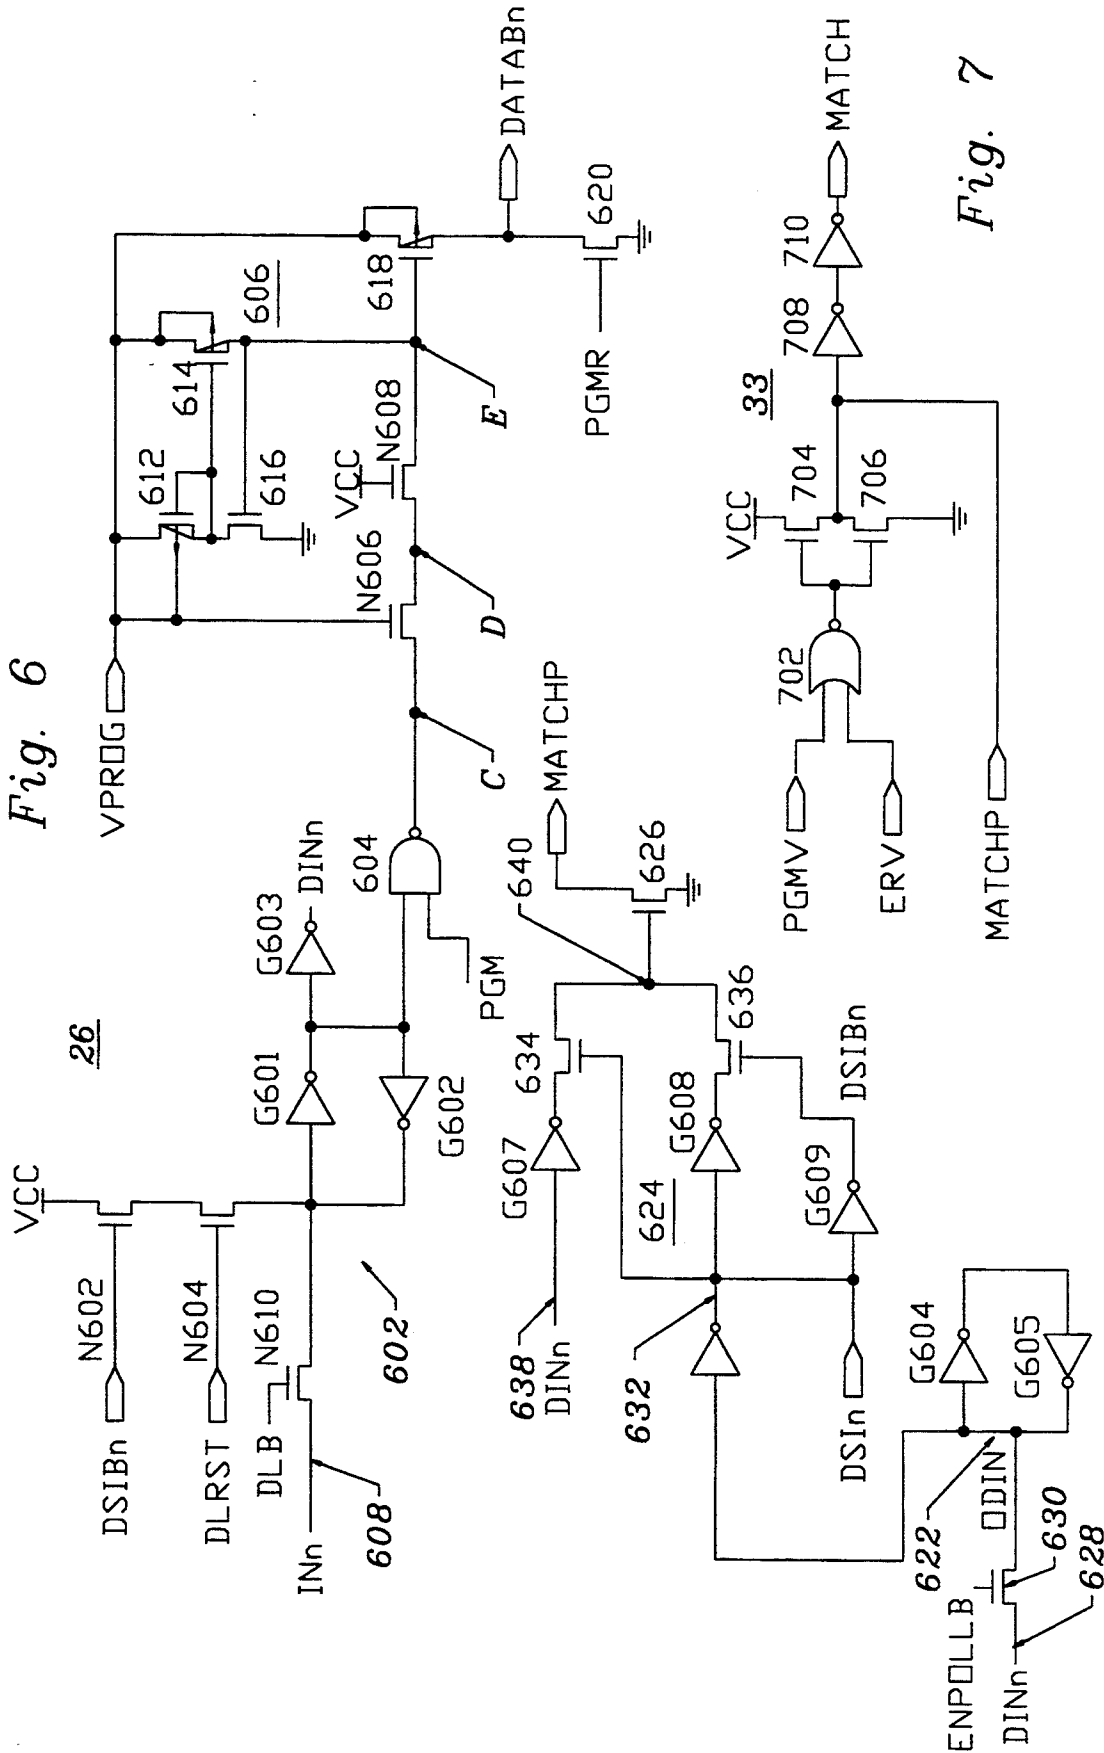 Fig. 6
26
VPROG
DSIBn
N602
VCC
DLRST
N604
DLB
N610
INn
608
602
G601
G602
G603
DINn
604
PGM
C
N606
D
VCC
N608
E
606
612
614
616
618
DATABn
PGMR
620
638
DINn
G607
634
640
MATCHP
626
632
624
G608
636
DSIn
G609
DSIBn
622
G604
G605
ODIN
ENPOLLB
630
DINn
628
Fig. 7
33
PGMV
ERV
702
VCC
704
706
708
710
MATCH
MATCHP